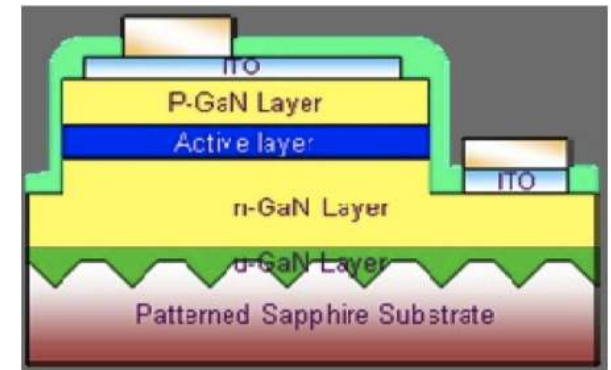 ITO
P-GaN Layer
Active layer
ITO
n-GaN Layer
u-GaN Layer
Patterned Sapphire Substrate